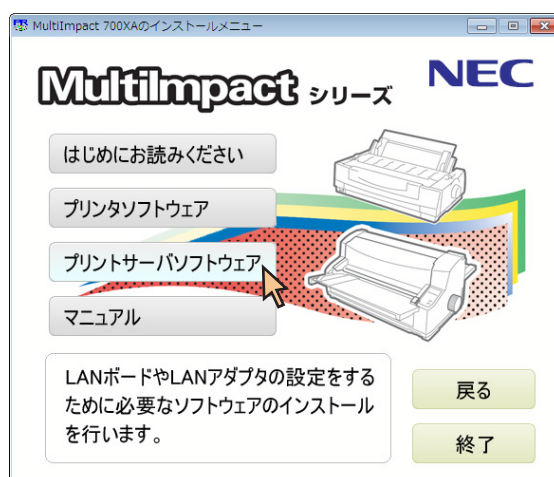 MultiImpact 700XAのインストールメニュー
MultiImpact シリーズ
NEC
はじめにお読みください
プリンタソフトウェア
プリントサーバソフトウェア
マニュアル
LANボードやLANアダプタの設定をする
ために必要なソフトウェアのインストール
を行います。
戻る
終了